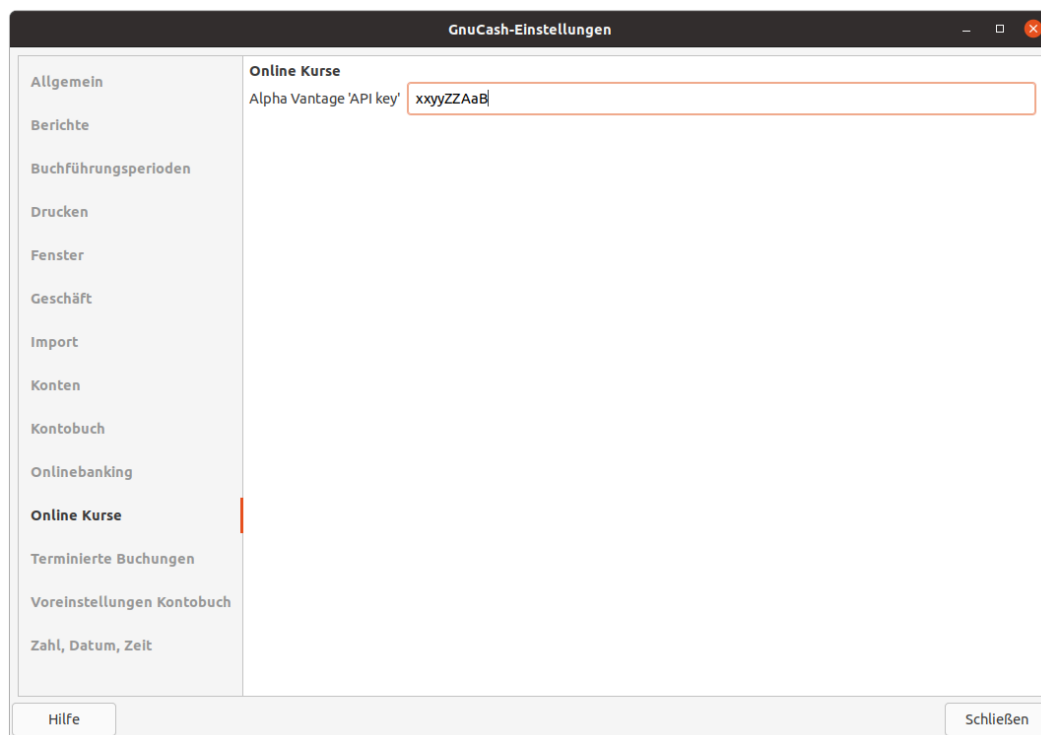 GnuCash-Einstellungen
Allgemein
Berichte
Buchführungsperioden
Drucken
Fenster
Geschäft
Import
Konten
Kontobuch
Onlinebanking
Online Kurse
Terminierte Buchungen
Voreinstellungen Kontobuch
Zahl, Datum, Zeit
Online Kurse
Alpha Vantage 'API key' xxyyZZAaB
Hilfe
Schließen